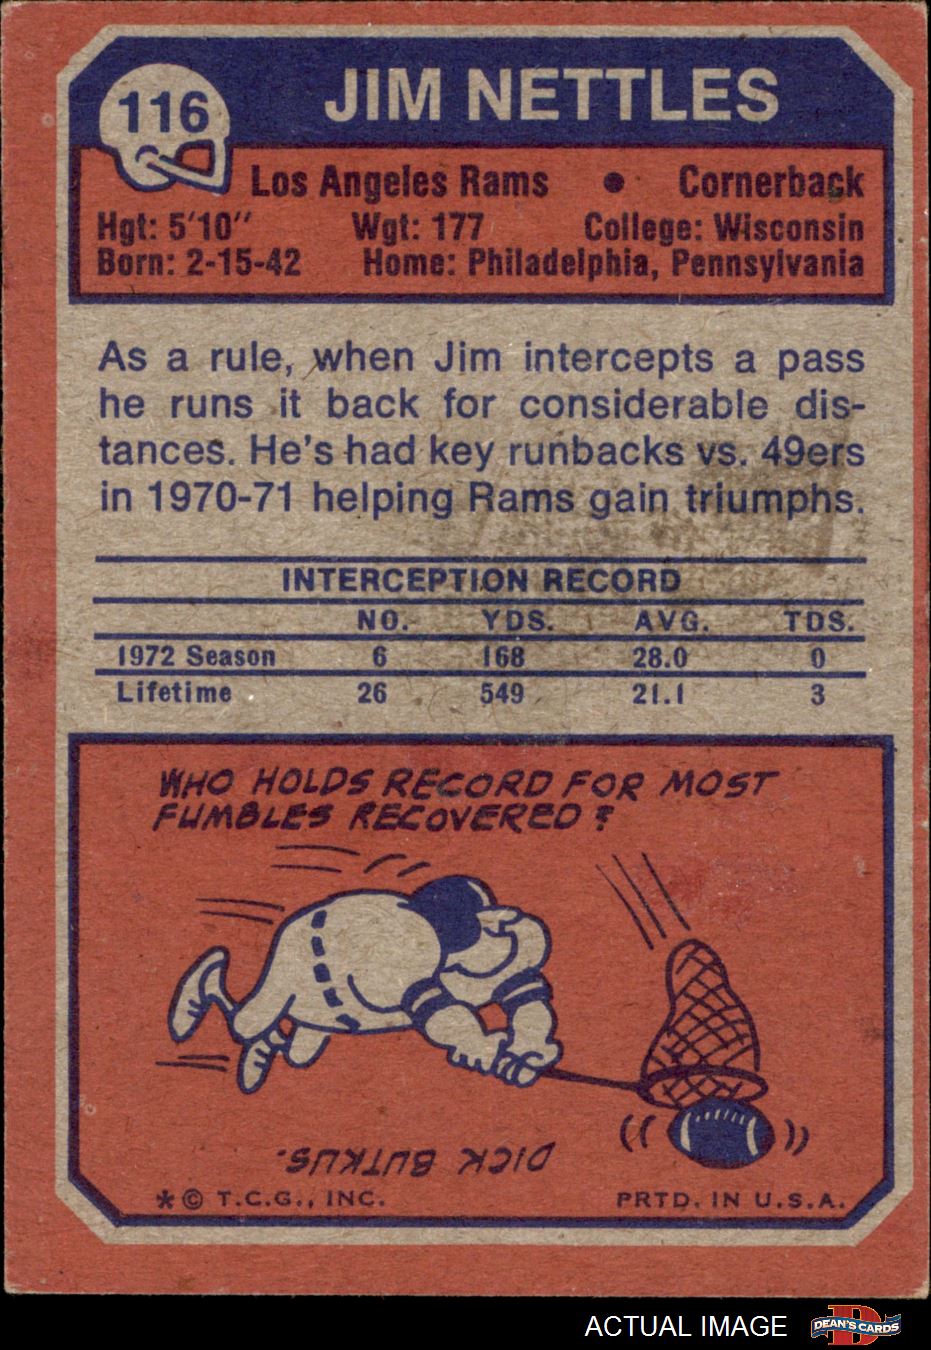 116
JIM NETTLES
Los Angeles Rams • Cornerback
Hgt: 5'10" Wgt: 177 College: Wisconsin
Born: 2-15-42 Home: Philadelphia, Pennsylvania
As a rule, when Jim intercepts a pass
he runs it back for considerable dis-
tances. He's had key runbacks vs. 49ers
in 1970-71 helping Rams gain triumphs.
INTERCEPTION RECORD
NO. YDS. AVG. TDS.
1972 Season 6 168 28.0 0
Lifetime 26 549 21.1 3
WHO HOLDS RECORD FOR MOST
FUMBLES RECOVERED?
DICK BUTKUS.
* © T.C.G., INC. PRTD. IN U.S.A.
ACTUAL IMAGE
D
DEAN'S CARDS